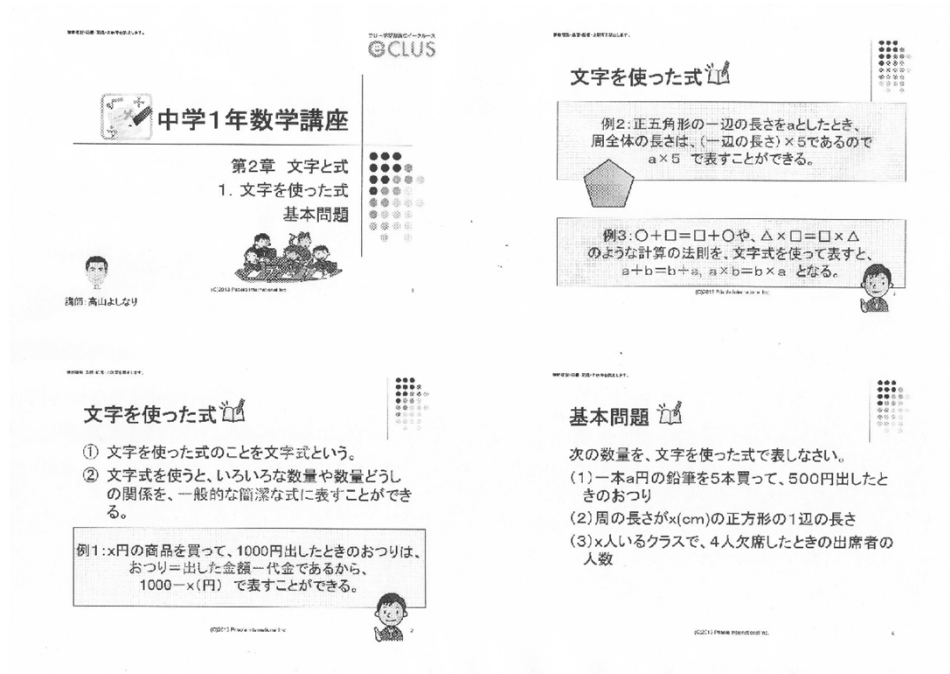 eCLUS
中学1年数学講座
第2章 文字と式
1. 文字を使った式
基本問題
講師:高山よしなり
1
文字を使った式
① 文字を使った式のことを文字式という。
② 文字式を使うと、いろいろな数量や数量どうし
の関係を、一般的な簡潔な式に表すことができ
る。
例1:x円の商品を買って、1000円出したときのおつりは、
おつり=出した金額-代金であるから、
1000-x(円) で表すことができる。
2
文字を使った式
例2:正五角形の一辺の長さをaとしたとき、
周全体の長さは、(一辺の長さ)×5であるので
a×5 で表すことができる。
例3:○+□=□+○や、△×□=□×△
のような計算の法則を、文字式を使って表すと、
a+b=b+a, a×b=b×a となる。
基本問題
次の数量を、文字を使った式で表しなさい。
(1)一本a円の鉛筆を5本買って、500円出したと
きのおつり
(2)周の長さがx(cm)の正方形の1辺の長さ
(3)x人いるクラスで、4人欠席したときの出席者の
人数